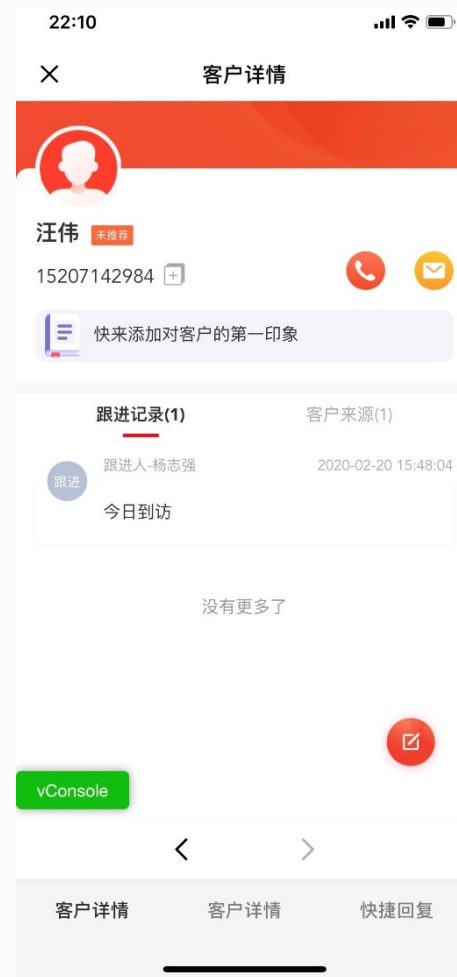 22:10
客户详情
汪伟 未推荐
15207142984
快来添加对客户的第一印象
跟进记录(1) 客户来源(1)
跟进 跟进人-杨志强 2020-02-20 15:48:04
今日到访
没有更多了
vConsole
客户详情 客户详情 快捷回复